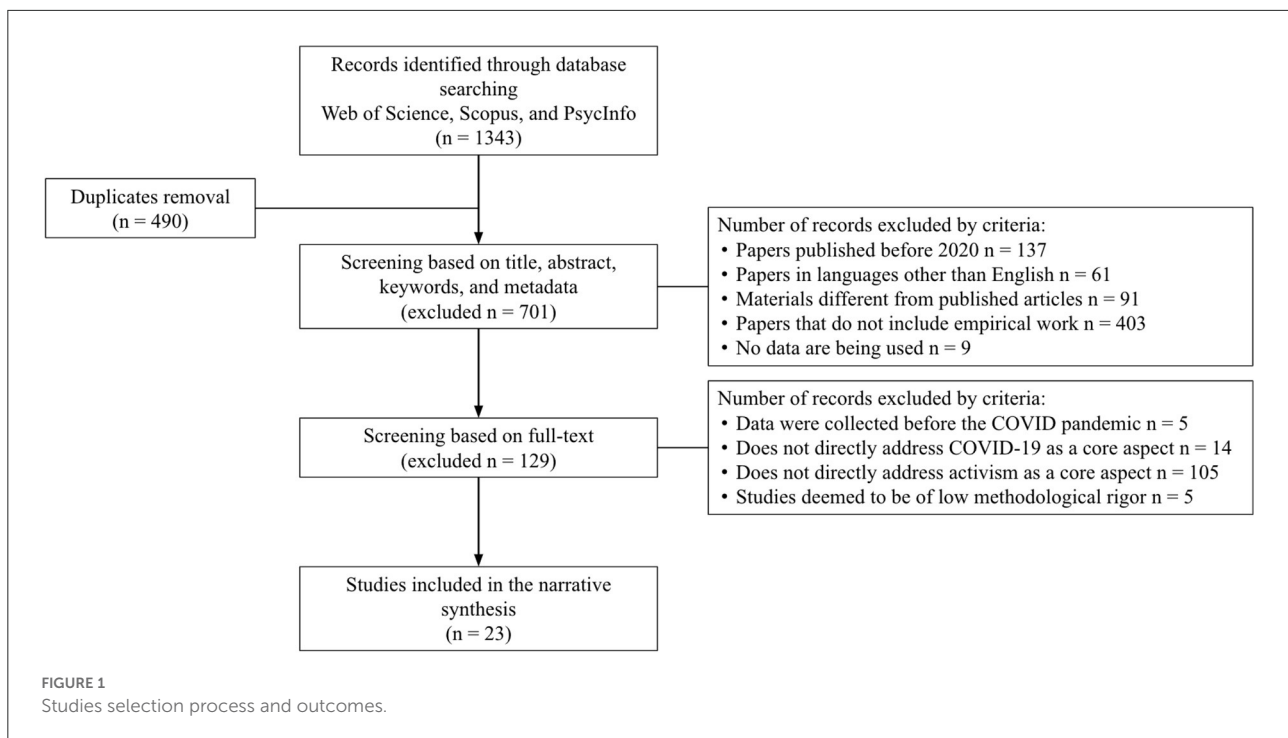 Records identified through database
searching
Web of Science, Scopus, and PsycInfo
(n = 1343)
Duplicates removal
(n = 490)
Screening based on title, abstract,
keywords, and metadata
(excluded n = 701)
Number of records excluded by criteria:
• Papers published before 2020 n = 137
• Papers in languages other than English n = 61
• Materials different from published articles n = 91
• Papers that do not include empirical work n = 403
• No data are being used n = 9
Screening based on full-text
(excluded n = 129)
Number of records excluded by criteria:
• Data were collected before the COVID pandemic n = 5
• Does not directly address COVID-19 as a core aspect n = 14
• Does not directly address activism as a core aspect n = 105
• Studies deemed to be of low methodological rigor n = 5
Studies included in the narrative
synthesis
(n = 23)
FIGURE 1
Studies selection process and outcomes.